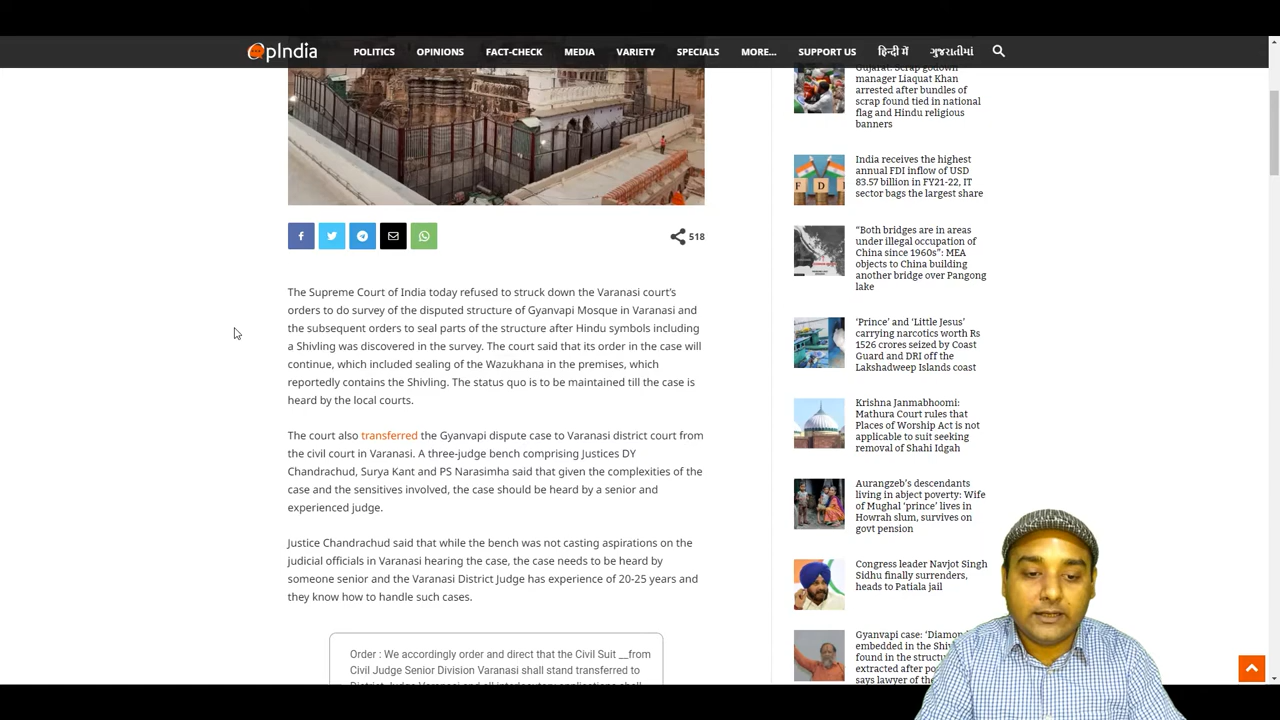 OpIndia
POLITICS OPINIONS FACT-CHECK MEDIA VARIETY SPECIALS MORE... SUPPORT US हिन्दी में ગુજરાતીમાં
518
The Supreme Court of India today refused to struck down the Varanasi court's
orders to do survey of the disputed structure of Gyanvapi Mosque in Varanasi and
the subsequent orders to seal parts of the structure after Hindu symbols including
a Shivling was discovered in the survey. The court said that its order in the case will
continue, which included sealing of the Wazukhana in the premises, which
reportedly contains the Shivling. The status quo is to be maintained till the case is
heard by the local courts.
The court also transferred the Gyanvapi dispute case to Varanasi district court from
the civil court in Varanasi. A three-judge bench comprising Justices DY
Chandrachud, Surya Kant and PS Narasimha said that given the complexities of the
case and the sensitives involved, the case should be heard by a senior and
experienced judge.
Justice Chandrachud said that while the bench was not casting aspirations on the
judicial officials in Varanasi hearing the case, the case needs to be heard by
someone senior and the Varanasi District Judge has experience of 20-25 years and
they know how to handle such cases.
Order : We accordingly order and direct that the Civil Suit __from
Civil Judge Senior Division Varanasi shall stand transferred to
Gujarat: Scrap godown
manager Liaquat Khan
arrested after bundles of
scrap found tied in national
flag and Hindu religious
banners
India receives the highest
annual FDI inflow of USD
83.57 billion in FY21-22, IT
sector bags the largest share
"Both bridges are in areas
under illegal occupation of
China since 1960s": MEA
objects to China building
another bridge over Pangong
lake
'Prince' and 'Little Jesus'
carrying narcotics worth Rs
1526 crores seized by Coast
Guard and DRI off the
Lakshadweep Islands coast
Krishna Janmabhoomi:
Mathura Court rules that
Places of Worship Act is not
applicable to suit seeking
removal of Shahi Idgah
Aurangzeb's descendants
living in abject poverty: Wife
of Mughal 'prince' lives in
Howrah slum, survives on
govt pension
Congress leader Navjot Singh
Sidhu finally surrenders,
heads to Patiala jail
Gyanvapi case: 'Diamond
embedded in the
found in the
extracted after
says lawyer of